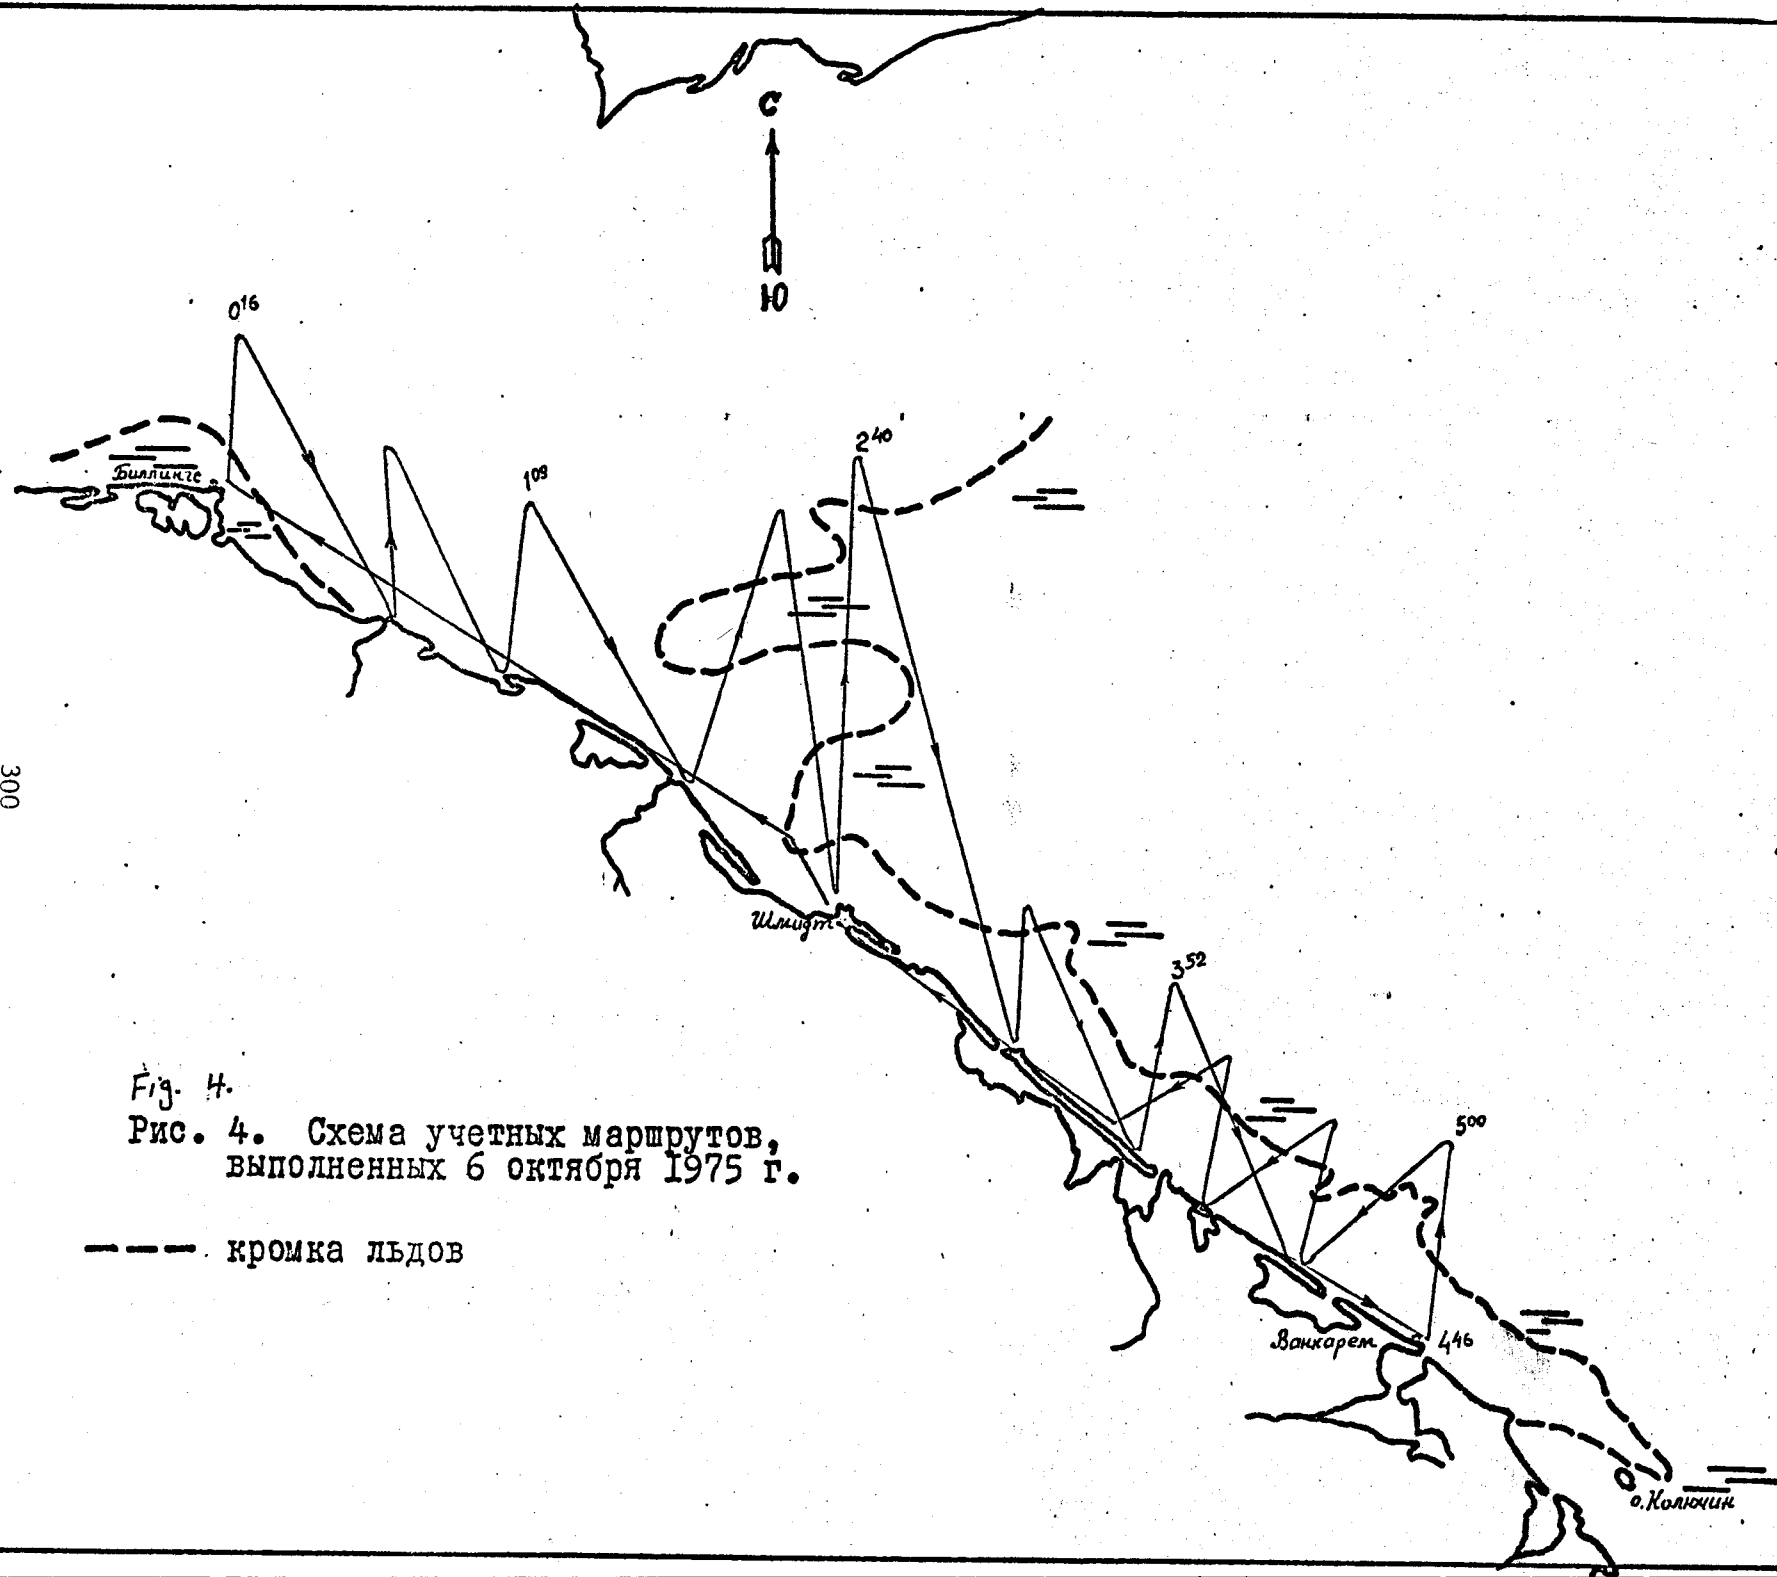 С
Ю
0¹⁶
Биллингс
1⁰³
2⁴⁰
Шмидт
3⁵²
5⁰⁰
Ванкарем
4⁴⁶
о. Колючин
300
Fig. 4.
Рис. 4. Схема учетных маршрутов,
выполненных 6 октября 1975 г.
кромка льдов